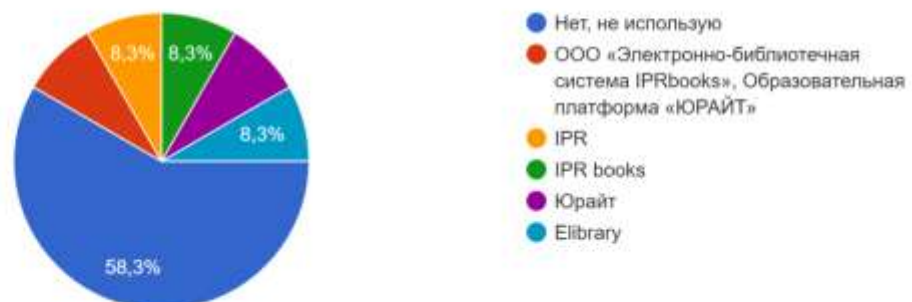 8,3%
8,3%
8,3%
58,3%
Нет, не использую
ООО «Электронно-библиотечная
система IPRbooks», Образовательная
платформа «ЮРАЙТ»
IPR
IPR books
Юрайт
Elibrary